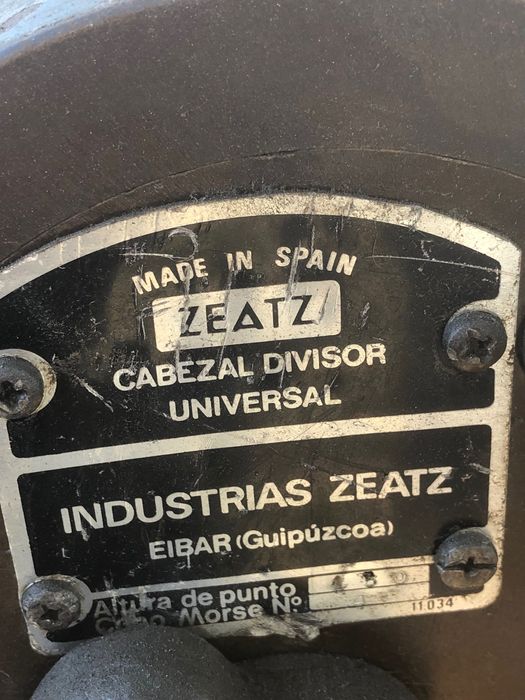 MADE IN SPAIN
ZEATZ
CABEZAL DIVISOR
UNIVERSAL
INDUSTRIAS ZEATZ
EIBAR (Guipúzcoa)
Altura de punto
Cono Morse Nº
11034